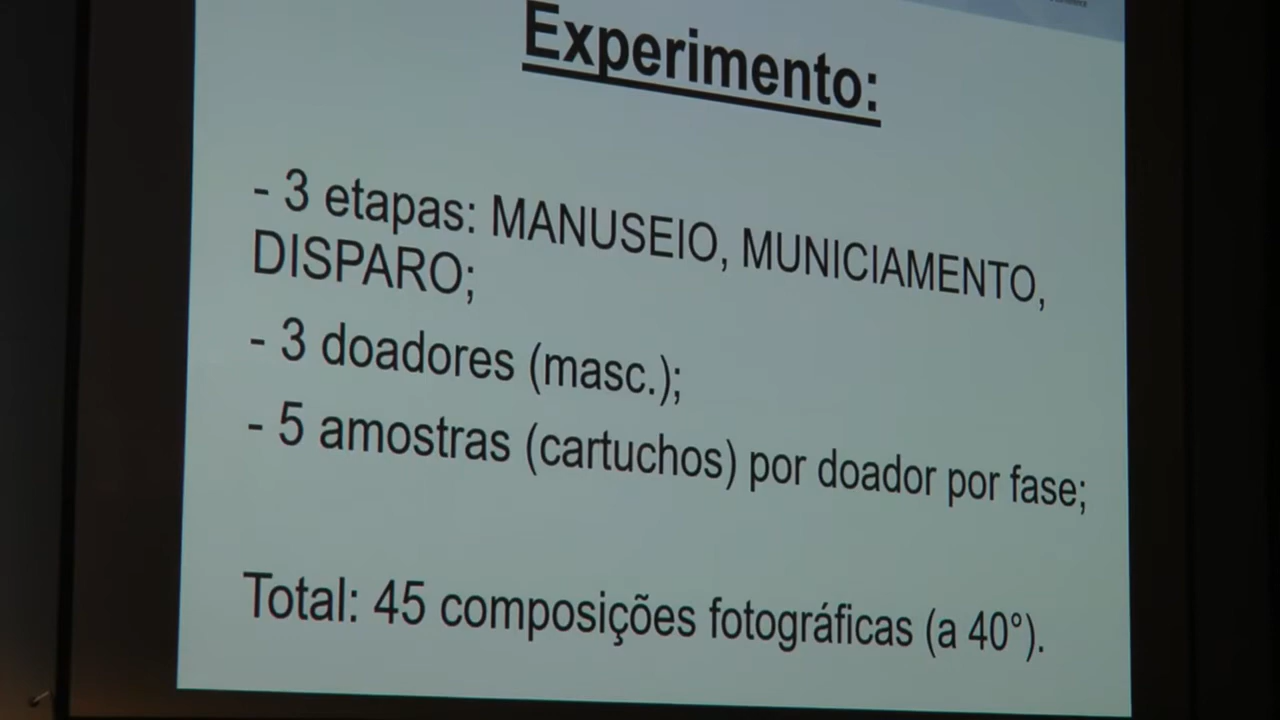 Experimento:
- 3 etapas: MANUSEIO, MUNICIAMENTO,
DISPARO;
- 3 doadores (masc.);
- 5 amostras (cartuchos) por doador por fase;
Total: 45 composições fotográficas (a 40°).